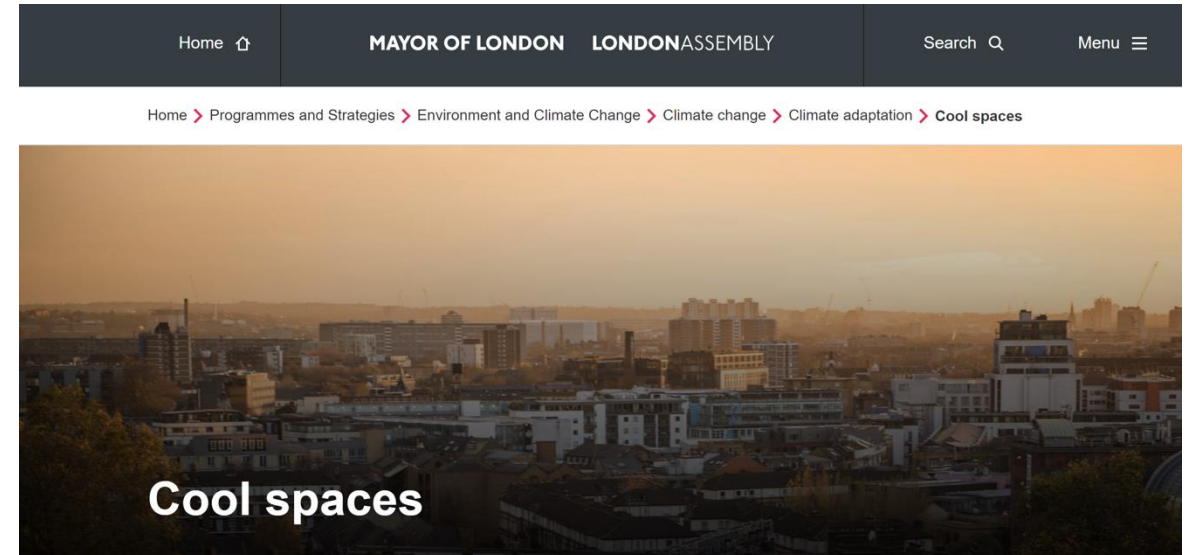 Home MAYOR OF LONDON LONDONASSEMBLY Search Menu
Home > Programmes and Strategies > Environment and Climate Change > Climate change > Climate adaptation > Cool spaces
Cool spaces